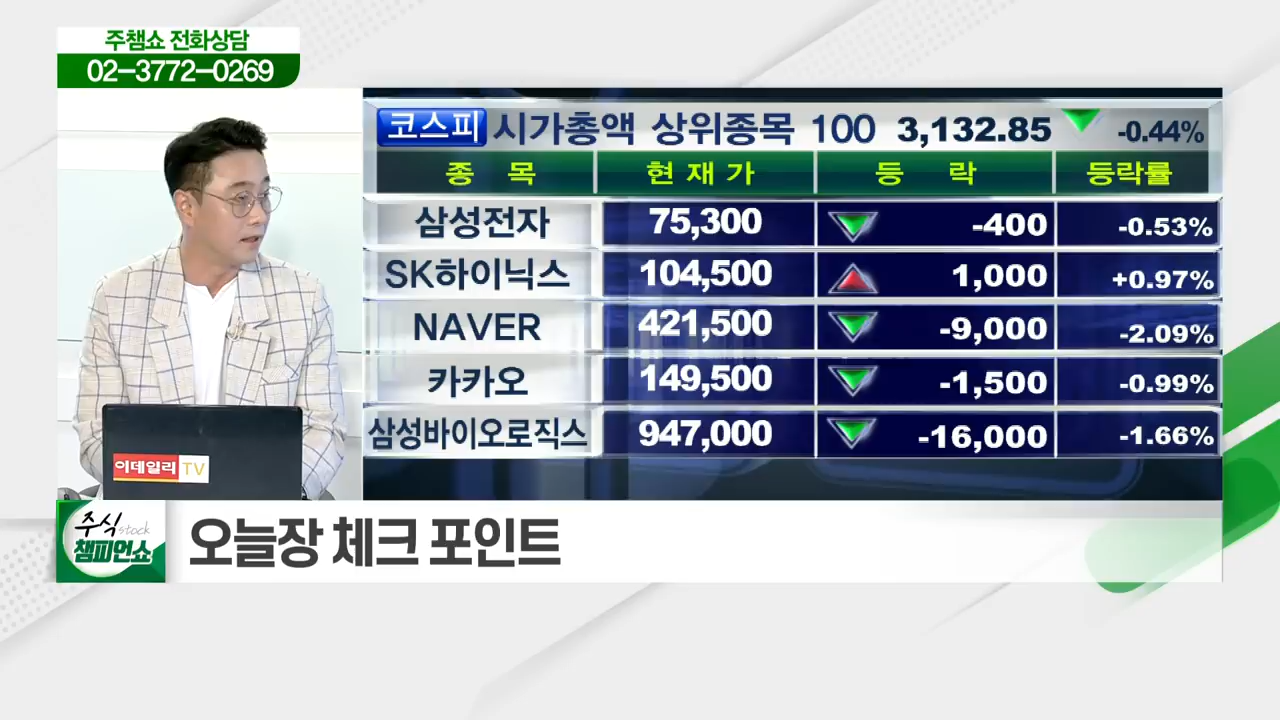 주챔쇼 전화상담
02-3772-0269
코스피 시가총액 상위종목 100 3,132.85 -0.44%
종 목 현 재 가 등 락 등락률
삼성전자 75,300 -400 -0.53%
SK하이닉스 104,500 1,000 +0.97%
NAVER 421,500 -9,000 -2.09%
카카오 149,500 -1,500 -0.99%
삼성바이오로직스 947,000 -16,000 -1.66%
이데일리 TV
주식 stock
챔피언쇼
오늘장 체크 포인트